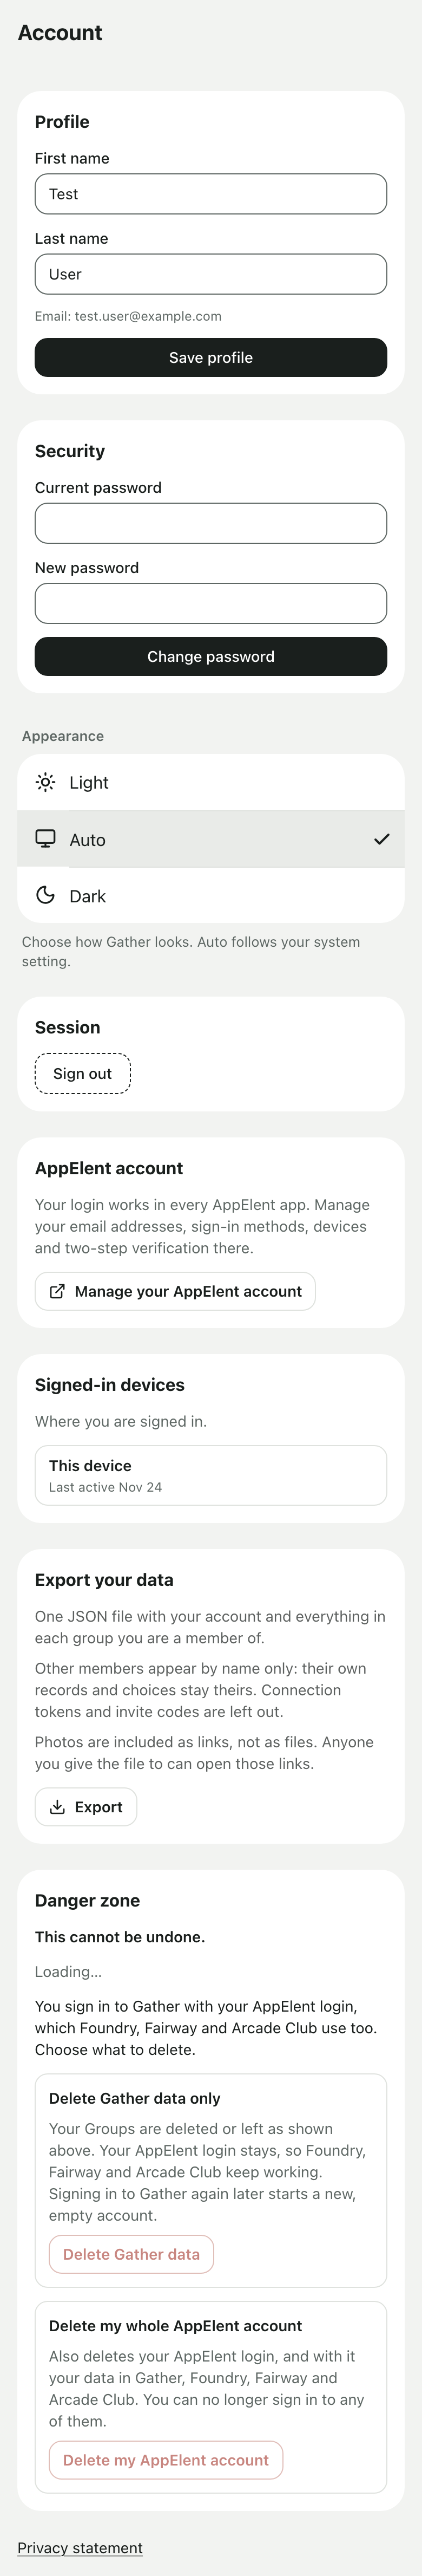 Account
Profile
First name
Test
Last name
User
Email: test.user@example.com
Save profile
Security
Current password
New password
Change password
Appearance
Light
Auto
Dark
Choose how Gather looks. Auto follows your system
setting.
Session
Sign out
AppElent account
Your login works in every AppElent app. Manage
your email addresses, sign-in methods, devices
and two-step verification there.
Manage your AppElent account
Signed-in devices
Where you are signed in.
This device
Last active Nov 24
Export your data
One JSON file with your account and everything in
each group you are a member of.
Other members appear by name only: their own
records and choices stay theirs. Connection
tokens and invite codes are left out.
Photos are included as links, not as files. Anyone
you give the file to can open those links.
Export
Danger zone
This cannot be undone.
Loading...
You sign in to Gather with your AppElent login,
which Foundry, Fairway and Arcade Club use too.
Choose what to delete.
Delete Gather data only
Your Groups are deleted or left as shown
above. Your AppElent login stays, so Foundry,
Fairway and Arcade Club keep working.
Signing in to Gather again later starts a new,
empty account.
Delete Gather data
Delete my whole AppElent account
Also deletes your AppElent login, and with it
your data in Gather, Foundry, Fairway and
Arcade Club. You can no longer sign in to any
of them.
Delete my AppElent account
Privacy statement